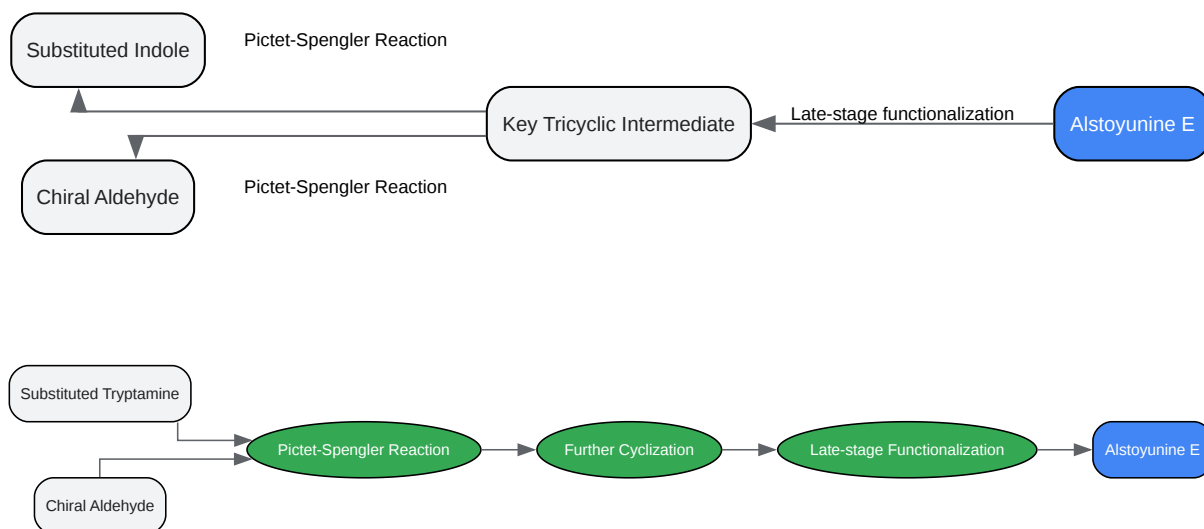 Substituted Indole
Pictet-Spengler Reaction
Key Tricyclic Intermediate
Late-stage functionalization
Alstoyunine E
Chiral Aldehyde
Pictet-Spengler Reaction
Substituted Tryptamine
Pictet-Spengler Reaction
Further Cyclization
Late-stage Functionalization
Alstoyunine E
Chiral Aldehyde